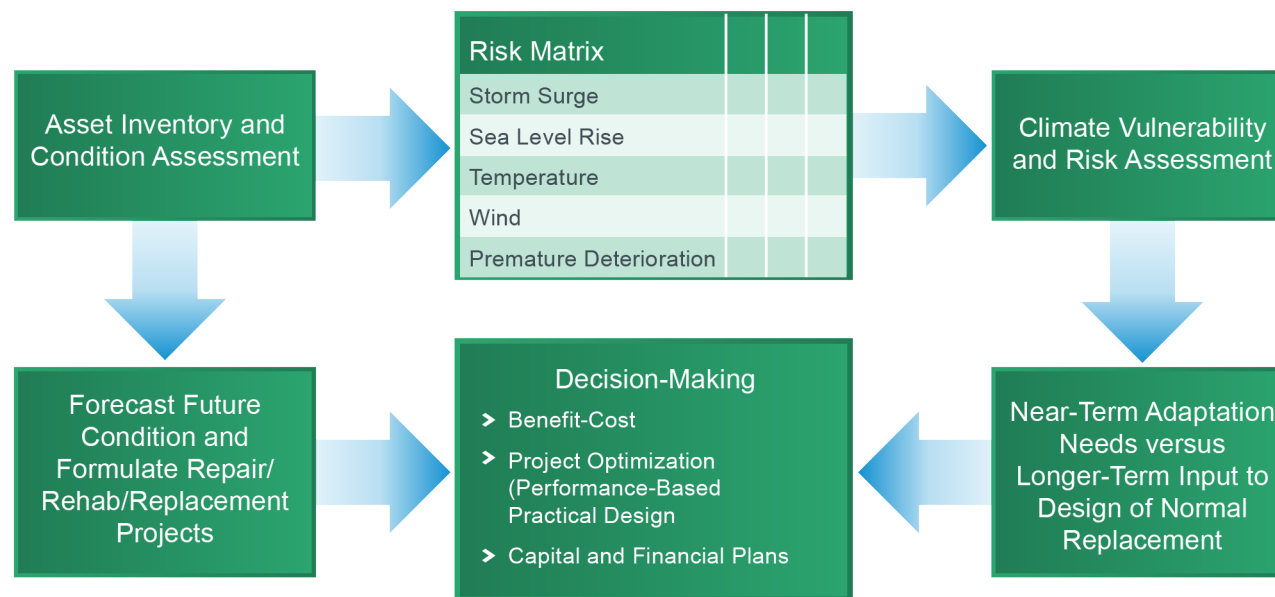 Asset Inventory and
Condition Assessment
Risk Matrix
Storm Surge
Sea Level Rise
Temperature
Wind
Premature Deterioration
Climate Vulnerability
and Risk Assessment
Forecast Future
Condition and
Formulate Repair/
Rehab/Replacement
Projects
Decision-Making
Benefit-Cost
Project Optimization
(Performance-Based
Practical Design
Capital and Financial Plans
Near-Term Adaptation
Needs versus
Longer-Term Input to
Design of Normal
Replacement